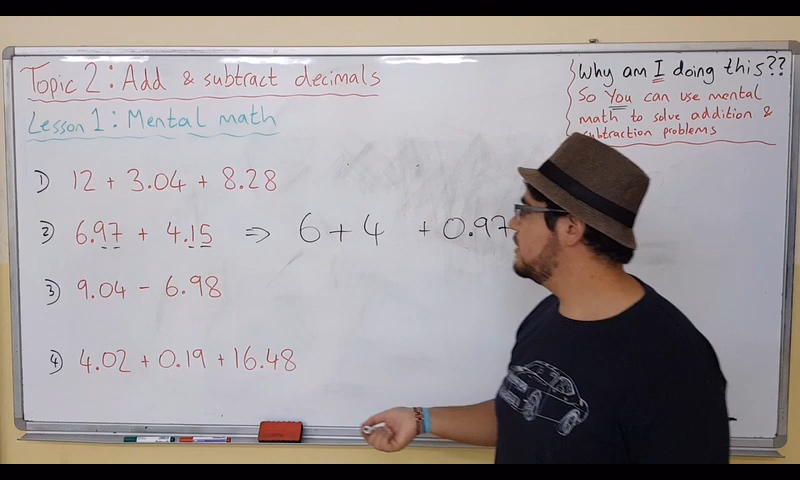 Topic 2: Add & subtract decimals
Lesson 1: Mental math
Why am I doing this??
So You can use mental
math to solve addition &
subtraction problems
1) 12 + 3.04 + 8.28
2) 6.97 + 4.15 ⇒ 6 + 4 + 0.97
3) 9.04 - 6.98
4) 4.02 + 0.19 + 16.48